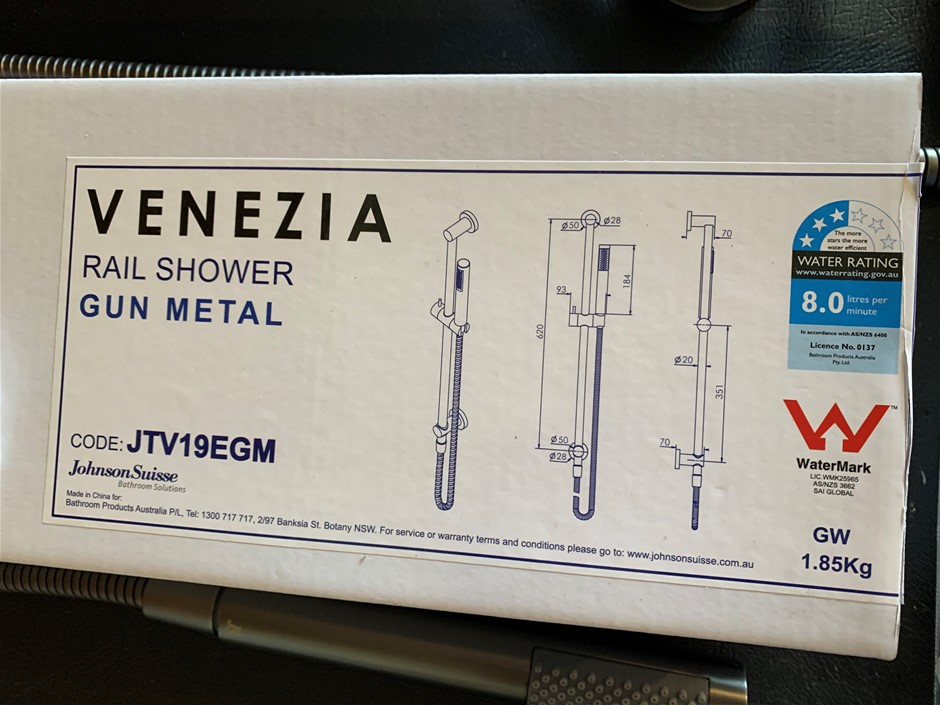 VENEZIA
RAIL SHOWER
GUN METAL
CODE: JTV19EGM
JohnsonSuisse
Bathroom Solutions
Made in China for:
Bathroom Products Australia P/L, Tel: 1300 717 717, 2/97 Banksia St. Botany NSW. For service or warranty terms and conditions please go to: www.johnsonsuisse.com.au
Ø50
Ø28
93
184
620
Ø50
Ø28
70
Ø20
351
70
The more
stars the more
water efficient
WATER RATING
www.waterrating.gov.au
8.0 litres per
minute
In accordance with AS/NZS 6400
Licence No. 0137
Bathroom Products Australia
Pty. Ltd.
TM
WaterMark
LIC.WMK25965
AS/NZS 3662
SAI GLOBAL
GW
1.85Kg